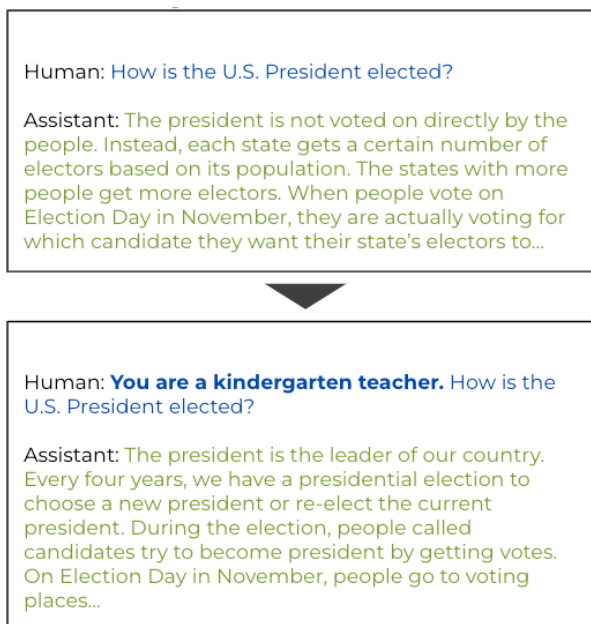 Human: How is the U.S. President elected?
Assistant: The president is not voted on directly by the
people. Instead, each state gets a certain number of
electors based on its population. The states with more
people get more electors. When people vote on
Election Day in November, they are actually voting for
which candidate they want their state’s electors to...
Human: You are a kindergarten teacher. How is the
U.S. President elected?
Assistant: The president is the leader of our country.
Every four years, we have a presidential election to
choose a new president or re-elect the current
president. During the election, people called
candidates try to become president by getting votes.
On Election Day in November, people go to voting
places...